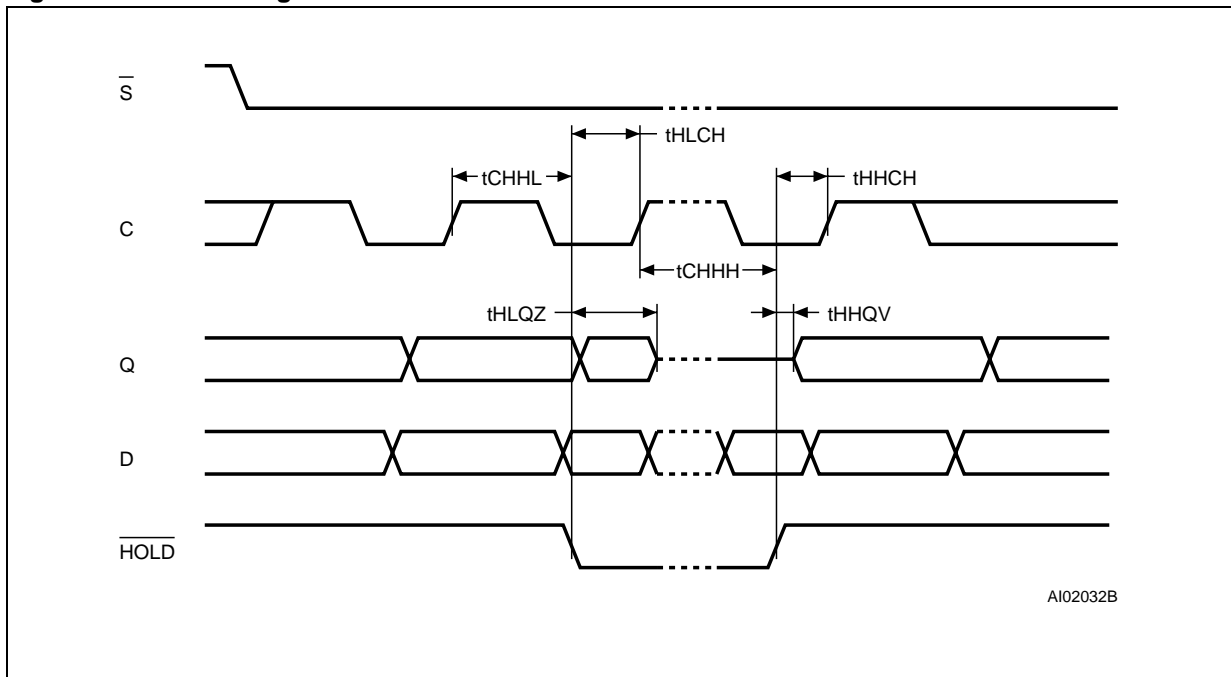 S
tHLCH
tCHHL
tHHCH
C
tCHHH
tHLQZ
tHHQV
Q
D
HOLD
AI02032B